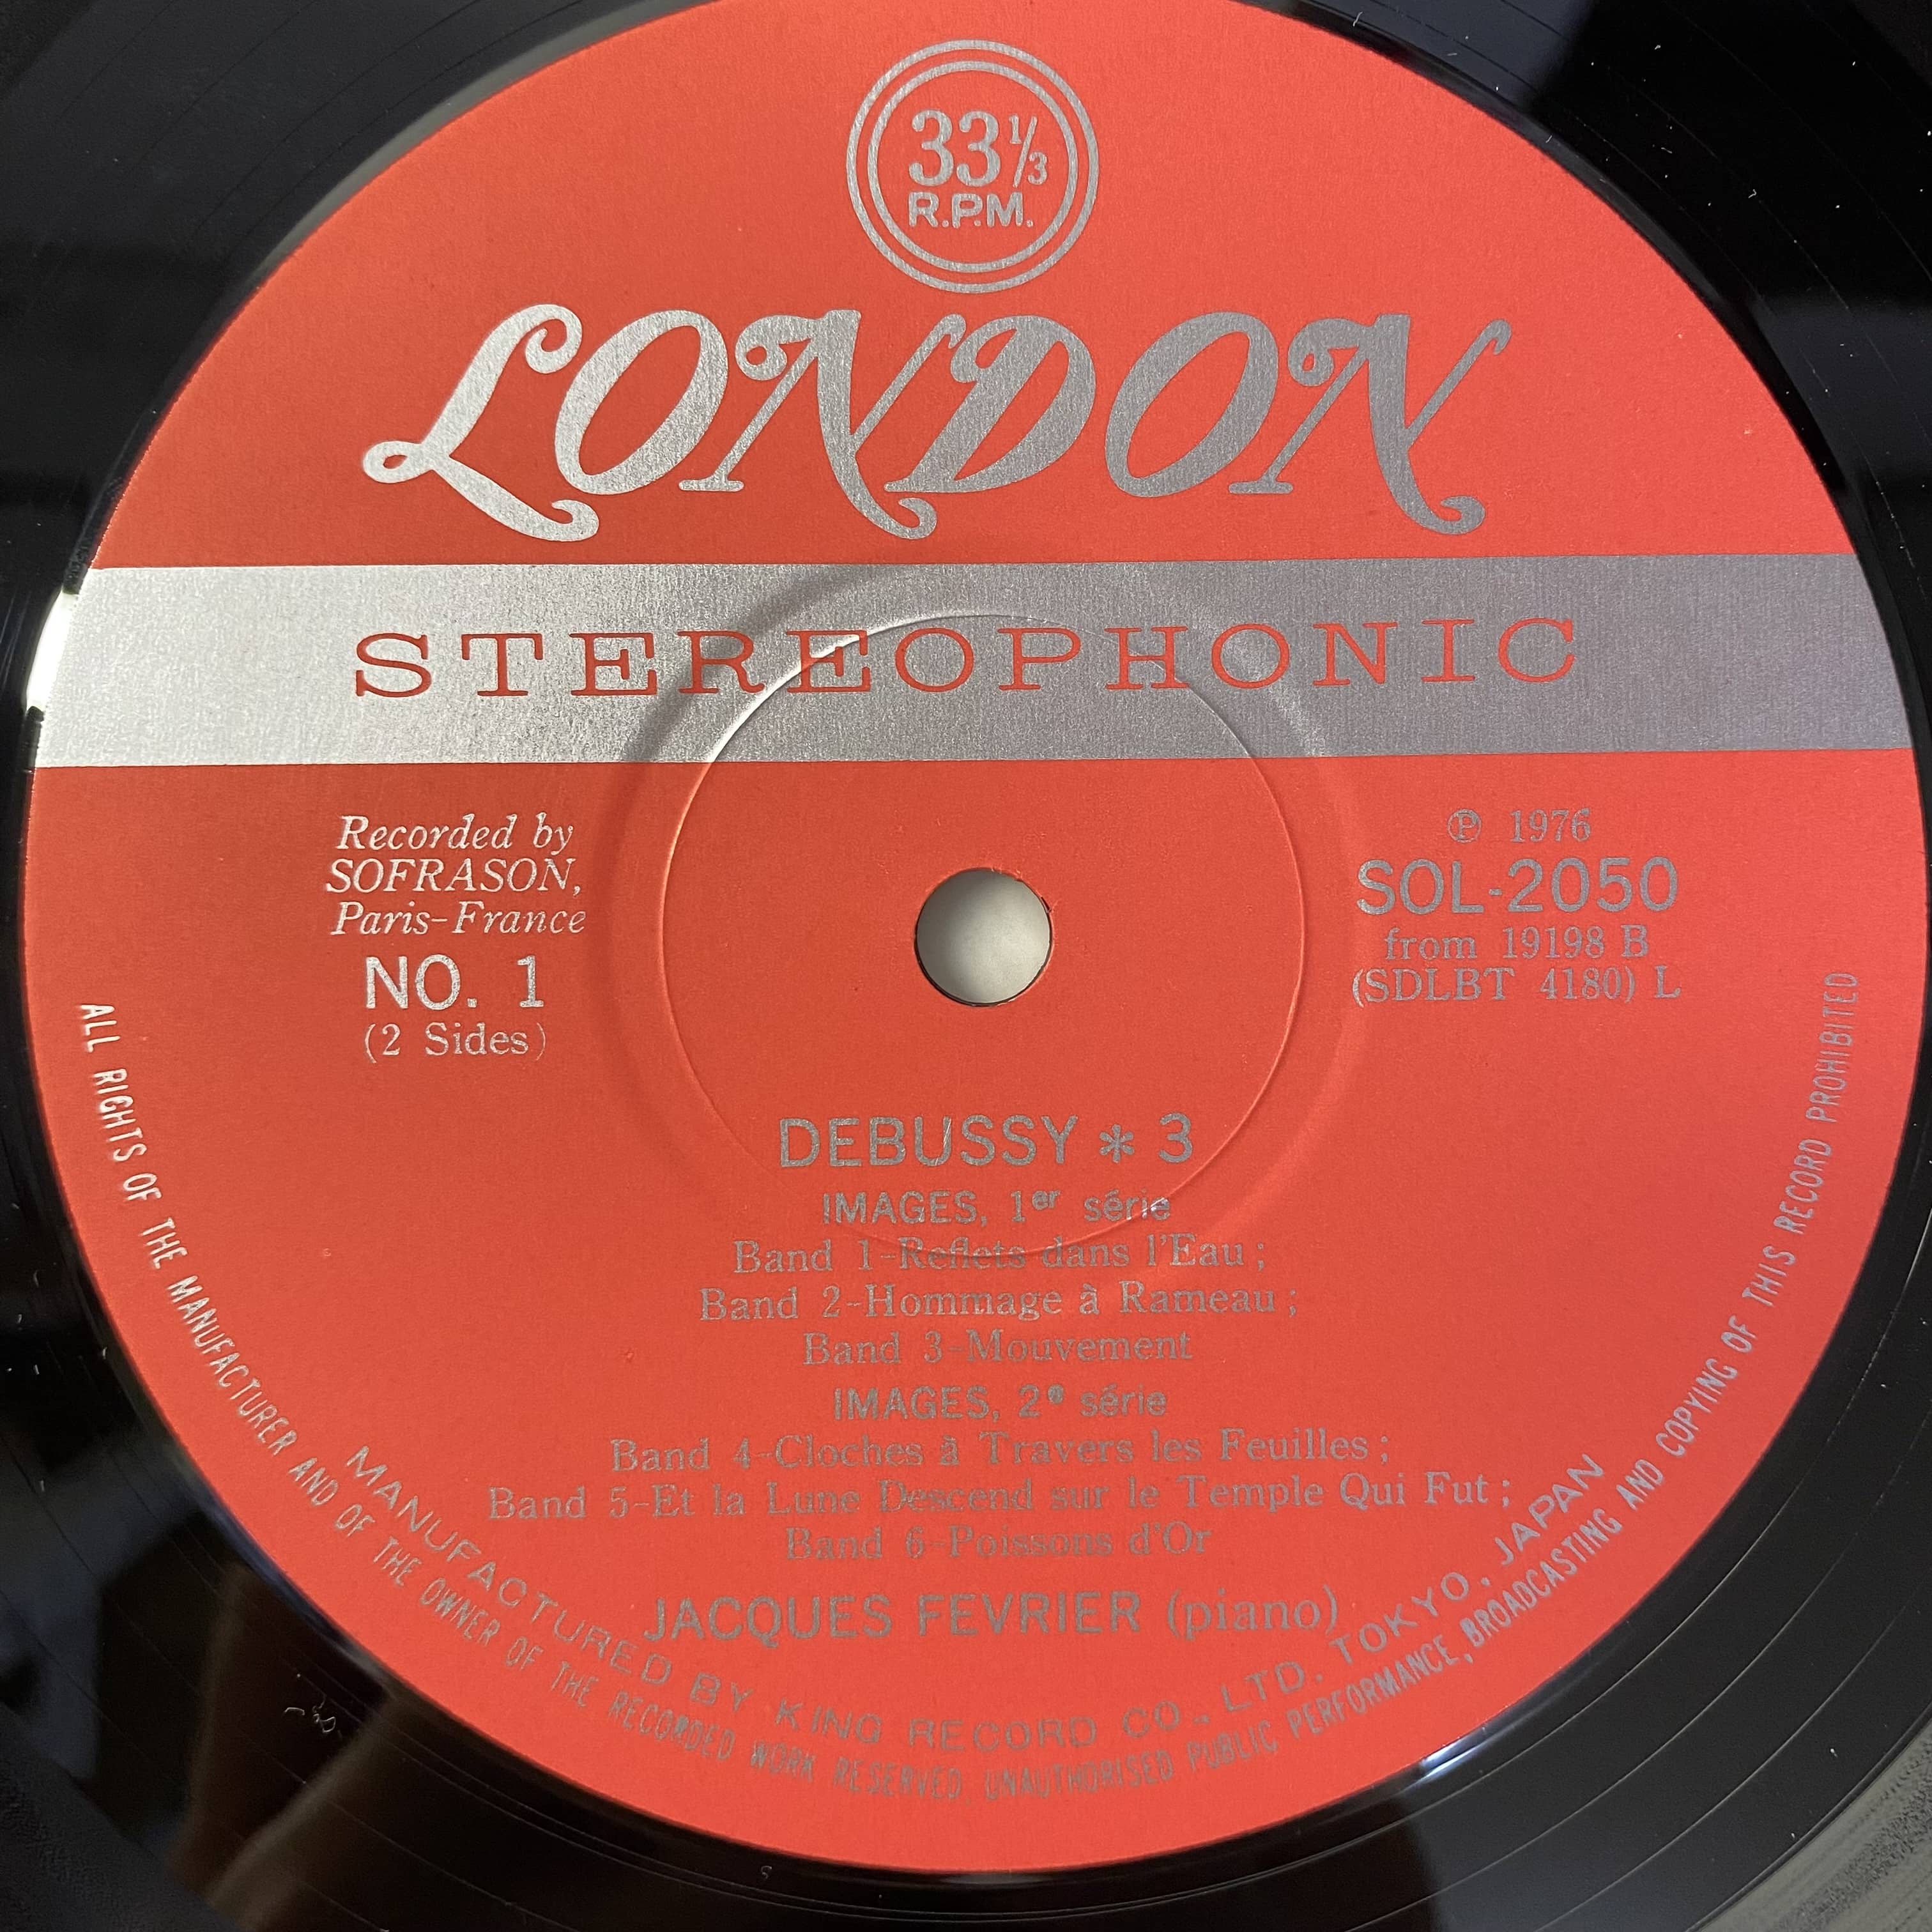 33⅓
R.P.M.
LONDON
STEREOPHONIC
Recorded by
SOFRASON,
Paris-France
NO. 1
(2 Sides)
℗ 1976
SOL-2050
from 19198 B
(SDLBT 4180) L
DEBUSSY * 3
IMAGES, 1er série
Band 1-Reflets dans l'Eau ;
Band 2-Hommage à Rameau ;
Band 3-Mouvement
IMAGES, 2e série
Band 4-Cloches à Travers les Feuilles ;
Band 5-Et la Lune Descend sur le Temple Qui Fut ;
Band 6-Poissons d'Or
JACQUES FEVRIER (piano)
MANUFACTURED BY KING RECORD CO., LTD. TOKYO, JAPAN
ALL RIGHTS OF THE MANUFACTURER AND OF THE OWNER OF THE RECORDED WORK RESERVED. UNAUTHORISED PUBLIC PERFORMANCE, BROADCASTING AND COPYING OF THIS RECORD PROHIBITED